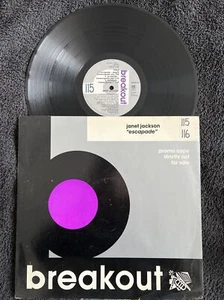 115
breakout
janet jackson
"escapade"
115
116
promo copy
strictly not
for sale
breakout